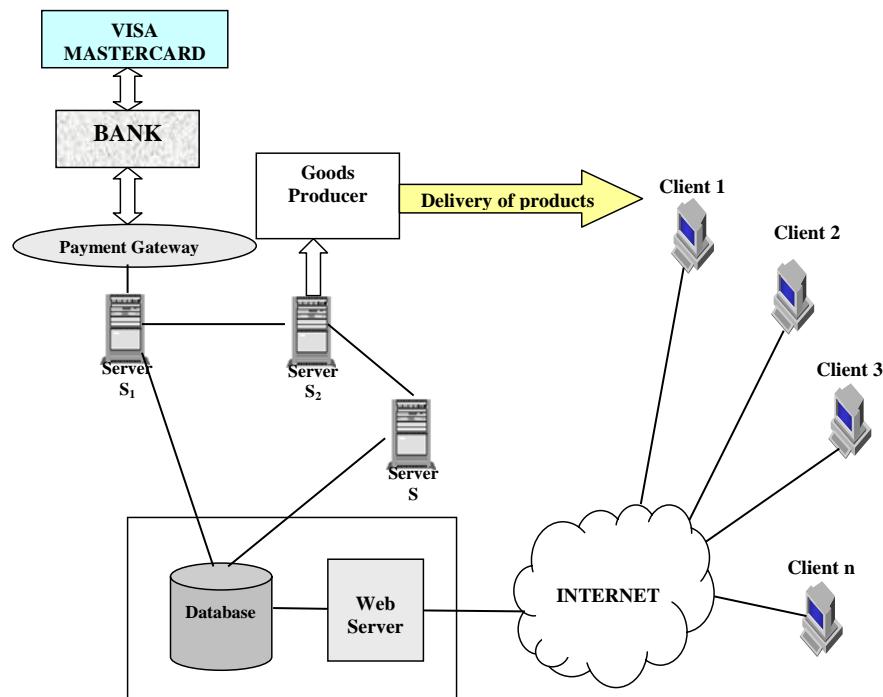 VISA
MASTERCARD
BANK
Goods
Producer
Delivery of products
Client 1
Payment Gateway
Client 2
Server
S1
Server
S2
Client 3
Server
S
Database
Web
Server
INTERNET
Client n